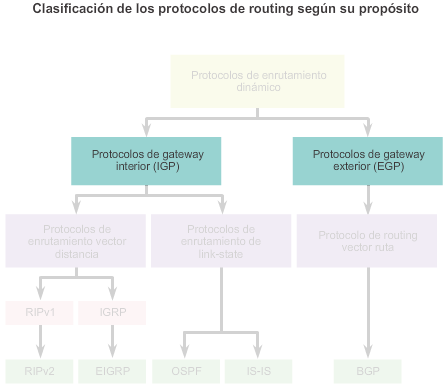 Clasificación de los protocolos de routing según su propósito
Protocolos de enrutamiento
dinámico
Protocolos de gateway
interior (IGP)
Protocolos de gateway
exterior (EGP)
Protocolos de
enrutamiento vector
distancia
Protocolos de
enrutamiento de
link-state
Protocolo de routing
vector ruta
RIPv1
IGRP
RIPv2
EIGRP
OSPF
IS-IS
BGP